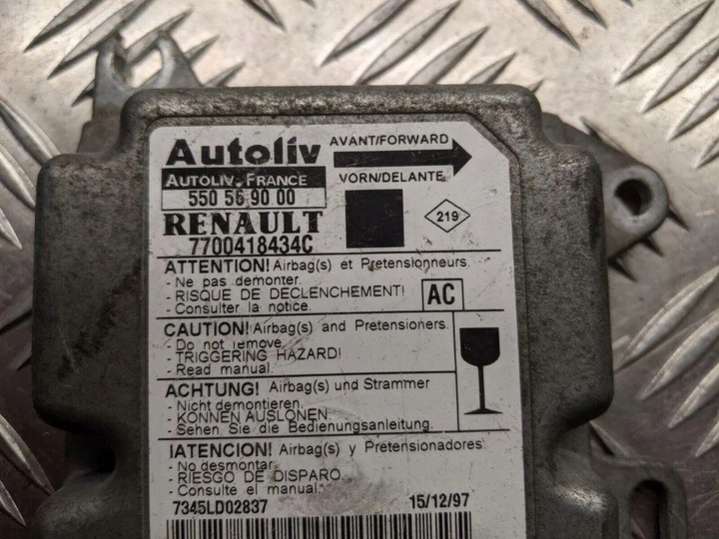 Autoliv
AVANT/FORWARD
AUTOLIV-FRANCE
VORN/DELANTE
550 56 90 00
RENAULT
219
7700418434C
ATTENTION! Airbag(s) et Pretensionneurs.
- Ne pas demonter.
- RISQUE DE DECLENCHEMENT!
- Consulter la notice.
AC
CAUTION! Airbag(s) and Pretensioners.
- Do not remove.
- TRIGGERING HAZARD!
- Read manual.
ACHTUNG! Airbag(s) und Strammer
- Nicht demontieren.
- KONNEN AUSLONEN.
- Sehen Sie die Bedienungsanleitung.
!ATENCION! Airbag(s) y Pretensionadores
- No desmontar.
- RIESGO DE DISPARO.
- Consulte el manual.
7345LD02837 15/12/97